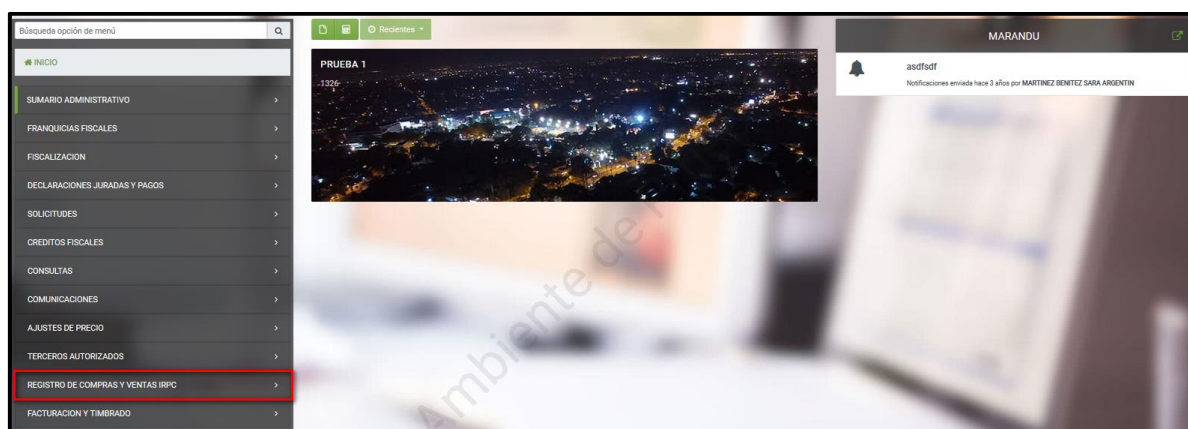 Búsqueda opción de menú
INICIO
SUMARIO ADMINISTRATIVO
FRANQUICIAS FISCALES
FISCALIZACION
DECLARACIONES JURADAS Y PAGOS
SOLICITUDES
CREDITOS FISCALES
CONSULTAS
COMUNICACIONES
AJUSTES DE PRECIO
TERCEROS AUTORIZADOS
REGISTRO DE COMPRAS Y VENTAS IRPC
FACTURACION Y TIMBRADO
Recientes
PRUEBA 1
1326
Ambiente de
MARANDU
asdfsdf
Notificaciones enviada hace 3 años por MARTINEZ BENITEZ SARA ARGENTIN